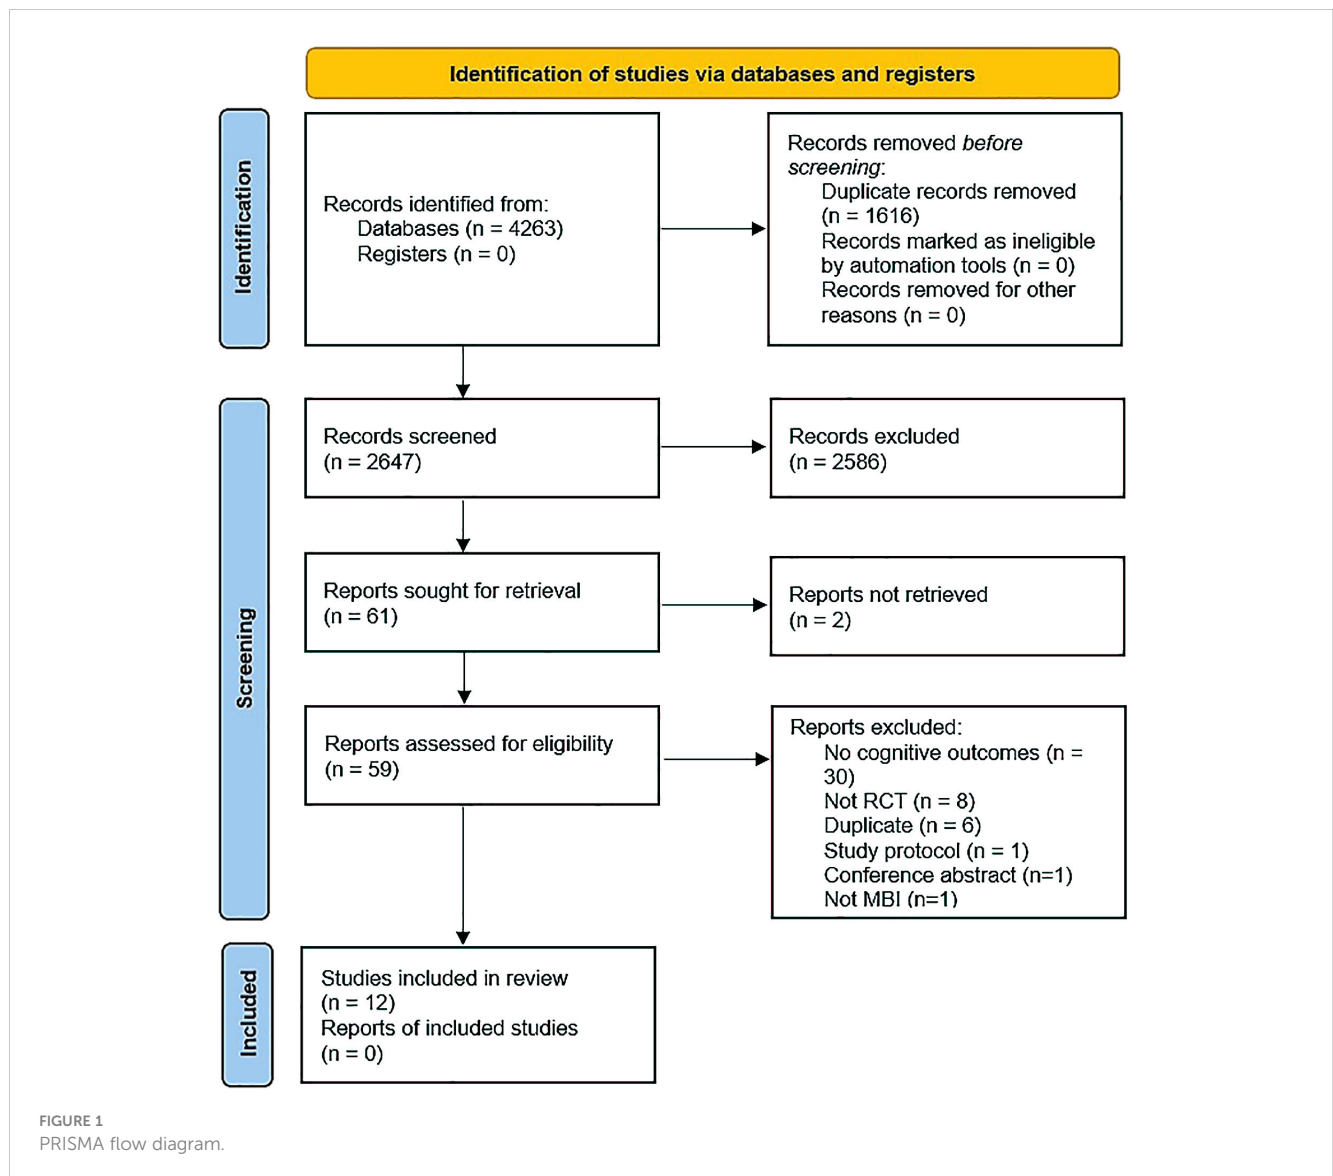 Identification of studies via databases and registers
Identification
Records identified from:
Databases (n = 4263)
Registers (n = 0)
Records removed before
screening:
Duplicate records removed
(n = 1616)
Records marked as ineligible
by automation tools (n = 0)
Records removed for other
reasons (n = 0)
Screening
Records screened
(n = 2647)
Records excluded
(n = 2586)
Reports sought for retrieval
(n = 61)
Reports not retrieved
(n = 2)
Reports assessed for eligibility
(n = 59)
Reports excluded:
No cognitive outcomes (n =
30)
Not RCT (n = 8)
Duplicate (n = 6)
Study protocol (n = 1)
Conference abstract (n=1)
Not MBI (n=1)
Included
Studies included in review
(n = 12)
Reports of included studies
(n = 0)
FIGURE 1
PRISMA flow diagram.